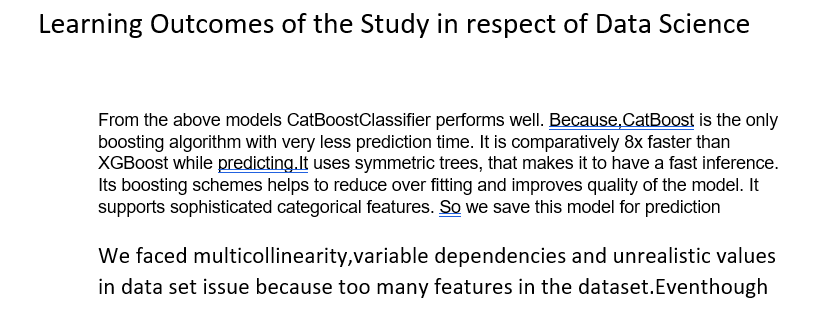 Learning Outcomes of the Study in respect of Data Science
From the above models CatBoostClassifier performs well. Because,CatBoost is the only
boosting algorithm with very less prediction time. It is comparatively 8x faster than
XGBoost while predicting.It uses symmetric trees, that makes it to have a fast inference.
Its boosting schemes helps to reduce over fitting and improves quality of the model. It
supports sophisticated categorical features. So we save this model for prediction
We faced multicollinearity,variable dependencies and unrealistic values
in data set issue because too many features in the dataset.Eventhough